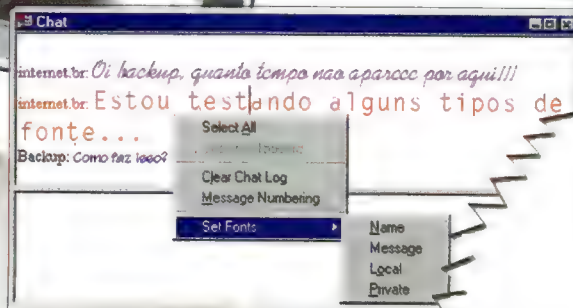 Chat
internet.br: Oi backup, quanto tempo nao aparece por aqui!!!
internet.br: Estou testando alguns tipos de
fonte...
Backup: Como faz isso?
Select All
Clear Chat Log
Message Numbering
Set Fonts
Name
Message
Local
Private